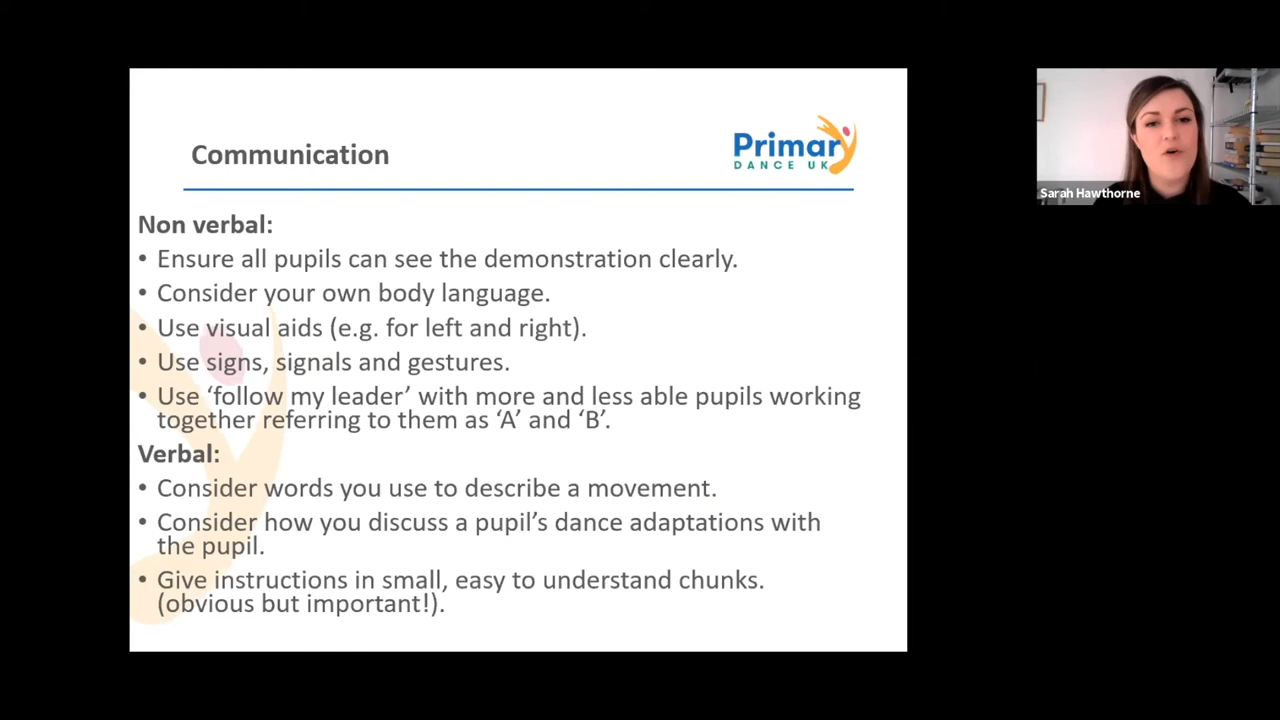 Communication
Primary
DANCE UK
Sarah Hawthorne
Non verbal:
• Ensure all pupils can see the demonstration clearly.
• Consider your own body language.
• Use visual aids (e.g. for left and right).
• Use signs, signals and gestures.
• Use ‘follow my leader’ with more and less able pupils working
together referring to them as ‘A’ and ‘B’.
Verbal:
• Consider words you use to describe a movement.
• Consider how you discuss a pupil’s dance adaptations with
the pupil.
• Give instructions in small, easy to understand chunks.
(obvious but important!).